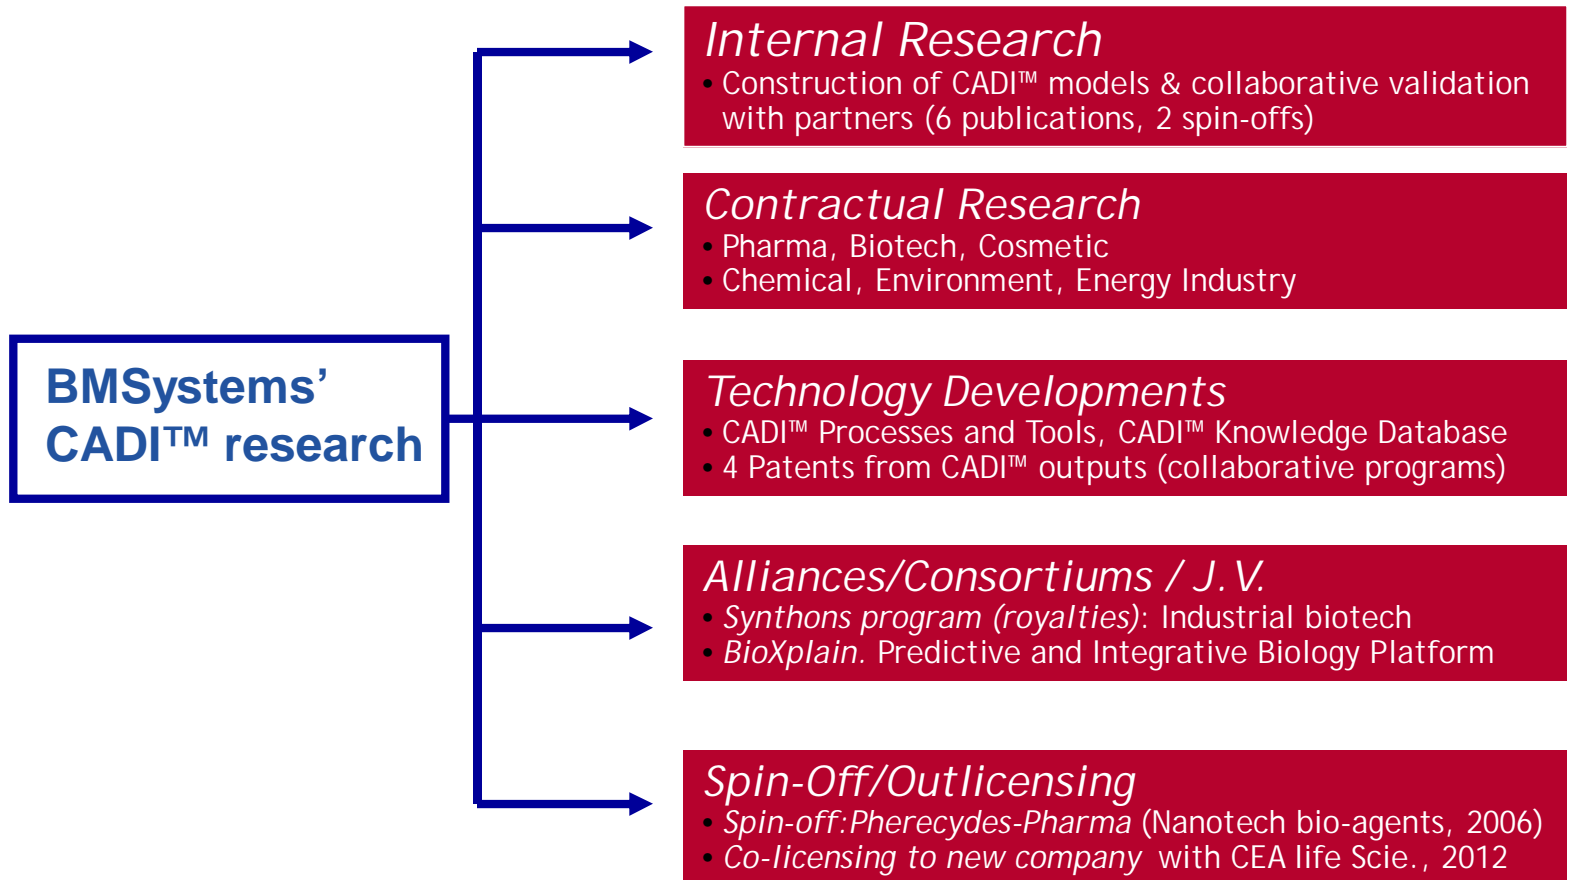 BMSystems’
CADI™ research
Internal Research
• Construction of CADI™ models & collaborative validation
with partners (6 publications, 2 spin-offs)
Contractual Research
• Pharma, Biotech, Cosmetic
• Chemical, Environment, Energy Industry
Technology Developments
• CADI™ Processes and Tools, CADI™ Knowledge Database
• 4 Patents from CADI™ outputs (collaborative programs)
Alliances/Consortiums / J.V.
• Synthons program (royalties): Industrial biotech
• BioXplain. Predictive and Integrative Biology Platform
Spin-Off/Outlicensing
• Spin-off:Pherecydes-Pharma (Nanotech bio-agents, 2006)
• Co-licensing to new company with CEA life Scie., 2012